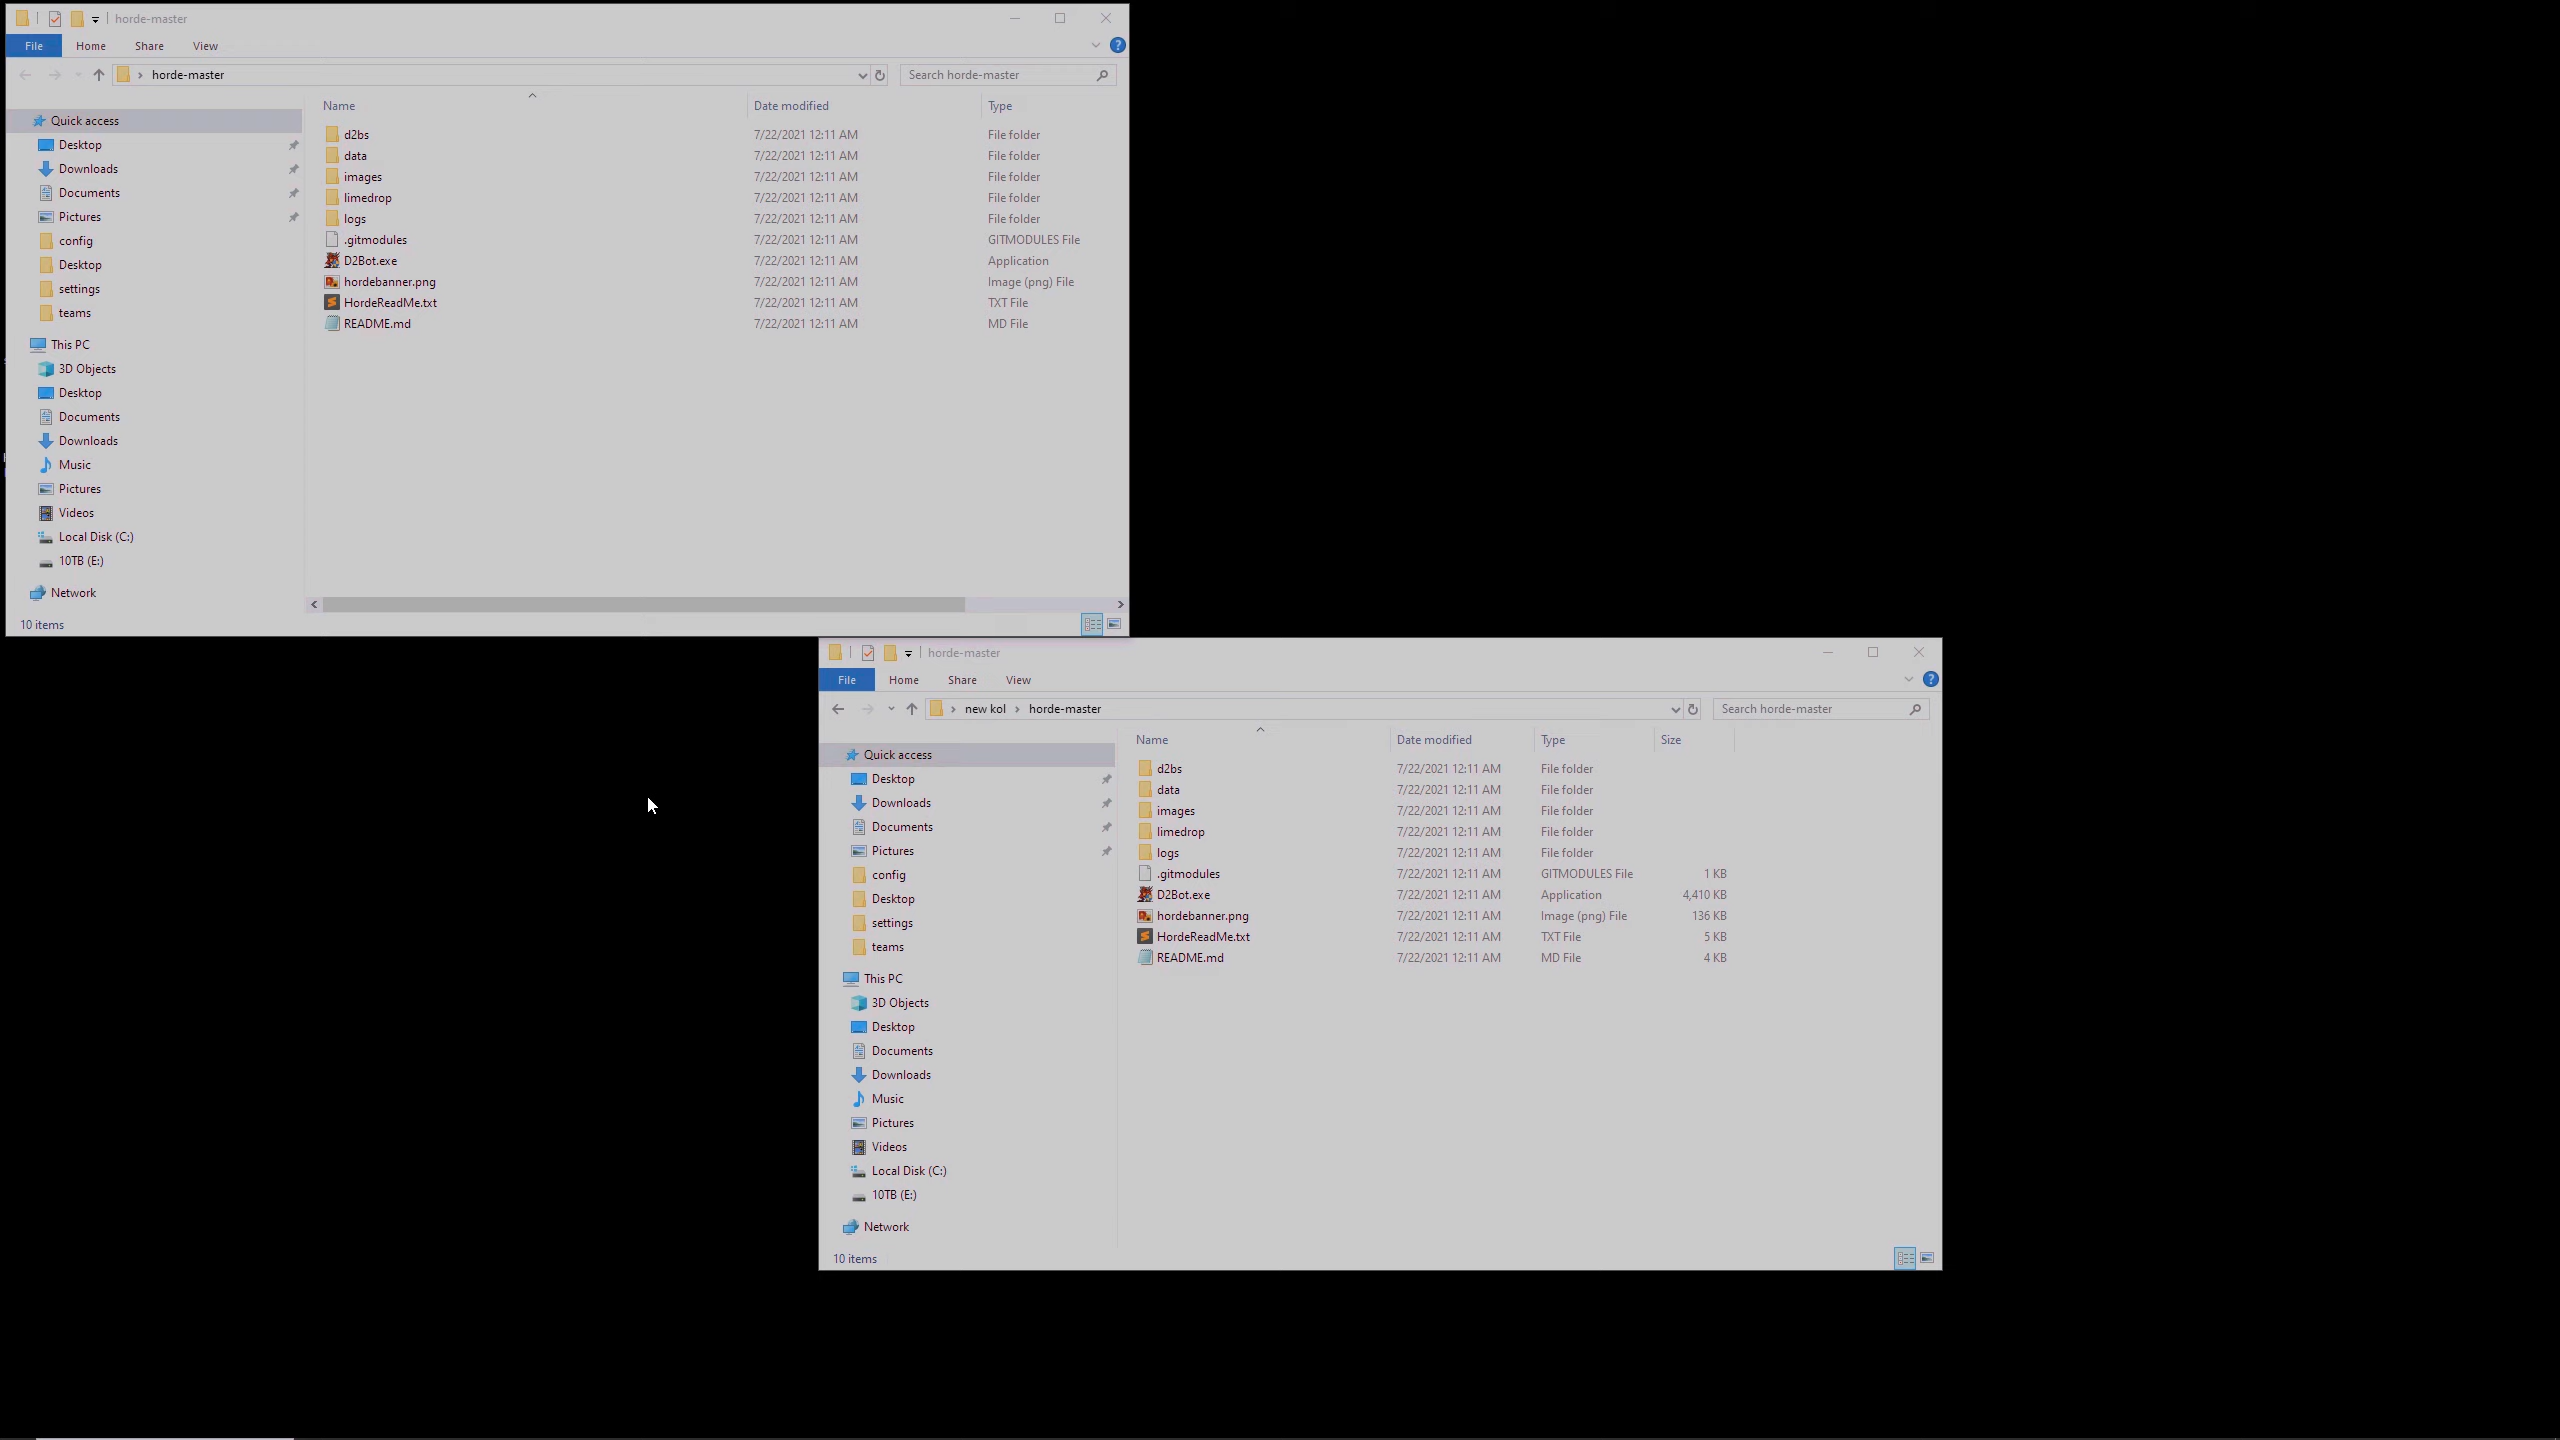 horde-master
File Home Share View
horde-master
Search horde-master
Name Date modified Type
Quick access
Desktop
Downloads
Documents
Pictures
config
Desktop
settings
teams
This PC
3D Objects
Desktop
Documents
Downloads
Music
Pictures
Videos
Local Disk (C:)
10TB (E:)
Network
d2bs 7/22/2021 12:11 AM File folder
data 7/22/2021 12:11 AM File folder
images 7/22/2021 12:11 AM File folder
limedrop 7/22/2021 12:11 AM File folder
logs 7/22/2021 12:11 AM File folder
.gitmodules 7/22/2021 12:11 AM GITMODULES File
D2Bot.exe 7/22/2021 12:11 AM Application
hordebanner.png 7/22/2021 12:11 AM Image (png) File
HordeReadMe.txt 7/22/2021 12:11 AM TXT File
README.md 7/22/2021 12:11 AM MD File
10 items
horde-master
File Home Share View
new kol > horde-master
Search horde-master
Name Date modified Type Size
Quick access
Desktop
Downloads
Documents
Pictures
config
Desktop
settings
teams
This PC
3D Objects
Desktop
Documents
Downloads
Music
Pictures
Videos
Local Disk (C:)
10TB (E:)
Network
d2bs 7/22/2021 12:11 AM File folder
data 7/22/2021 12:11 AM File folder
images 7/22/2021 12:11 AM File folder
limedrop 7/22/2021 12:11 AM File folder
logs 7/22/2021 12:11 AM File folder
.gitmodules 7/22/2021 12:11 AM GITMODULES File 1 KB
D2Bot.exe 7/22/2021 12:11 AM Application 4,410 KB
hordebanner.png 7/22/2021 12:11 AM Image (png) File 136 KB
HordeReadMe.txt 7/22/2021 12:11 AM TXT File 5 KB
README.md 7/22/2021 12:11 AM MD File 4 KB
10 items